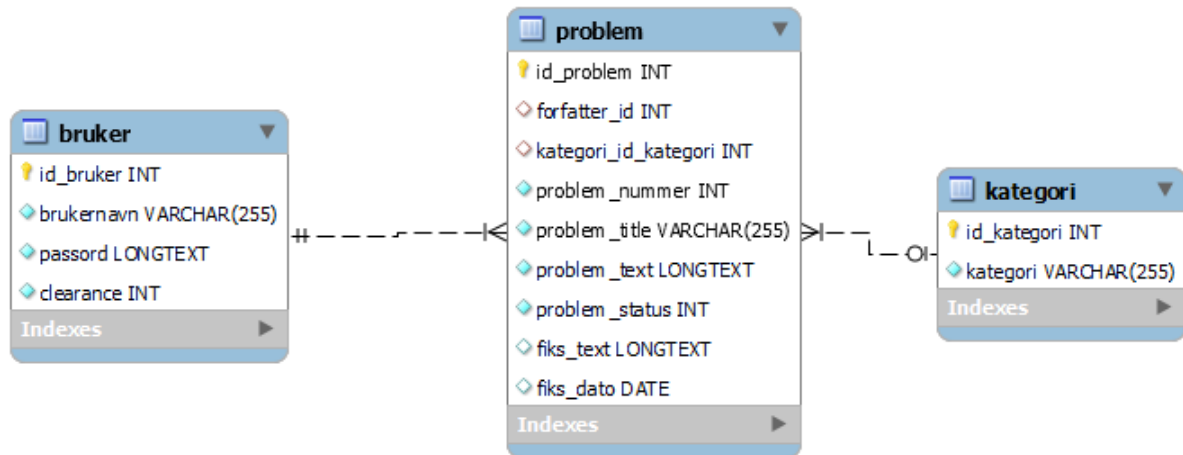 bruker
id_bruker INT
brukernavn VARCHAR(255)
passord LONGTEXT
clearance INT
Indexes
problem
id_problem INT
forfatter_id INT
kategori_id_kategori INT
problem_nummer INT
problem_title VARCHAR(255)
problem_text LONGTEXT
problem_status INT
fiks_text LONGTEXT
fiks_dato DATE
Indexes
kategori
id_kategori INT
kategori VARCHAR(255)
Indexes